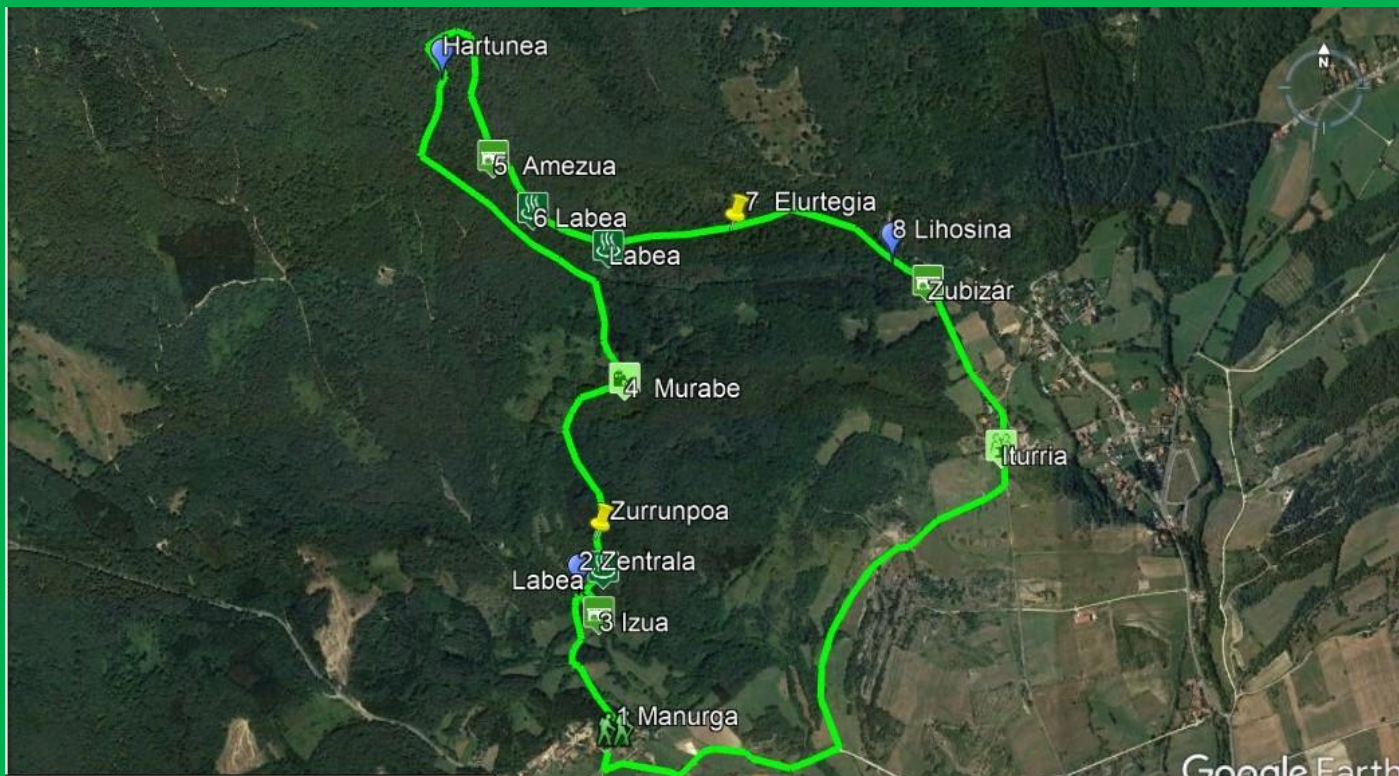 Hartunea
N
5 Amezua
6 Labea
Labea
7 Elurtegia
8 Lihosina
Zubizar
4 Murabe
Iturria
Zurrunpoa
2 Zentrala
Labea
3 Izua
1 Manurga
Google Earth